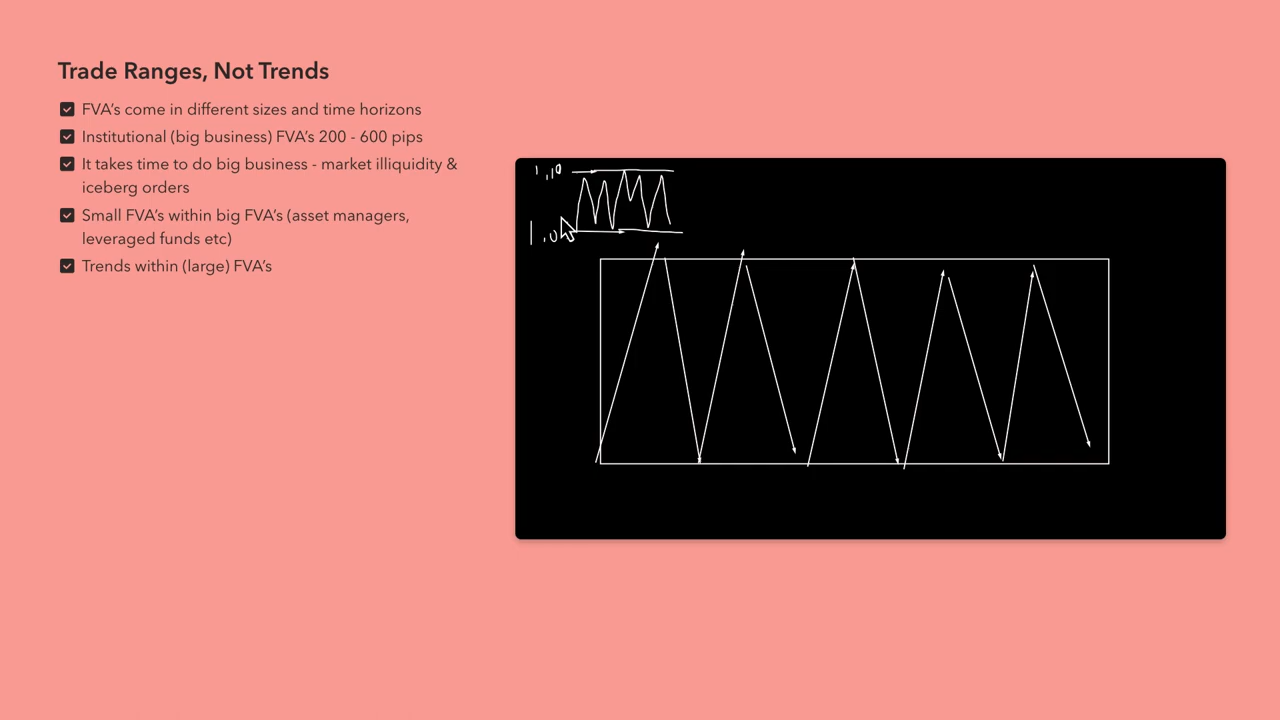 Trade Ranges, Not Trends
FVA's come in different sizes and time horizons
Institutional (big business) FVA's 200 - 600 pips
It takes time to do big business - market illiquidity &
iceberg orders
Small FVA's within big FVA's (asset managers,
leveraged funds etc)
Trends within (large) FVA's
1.10